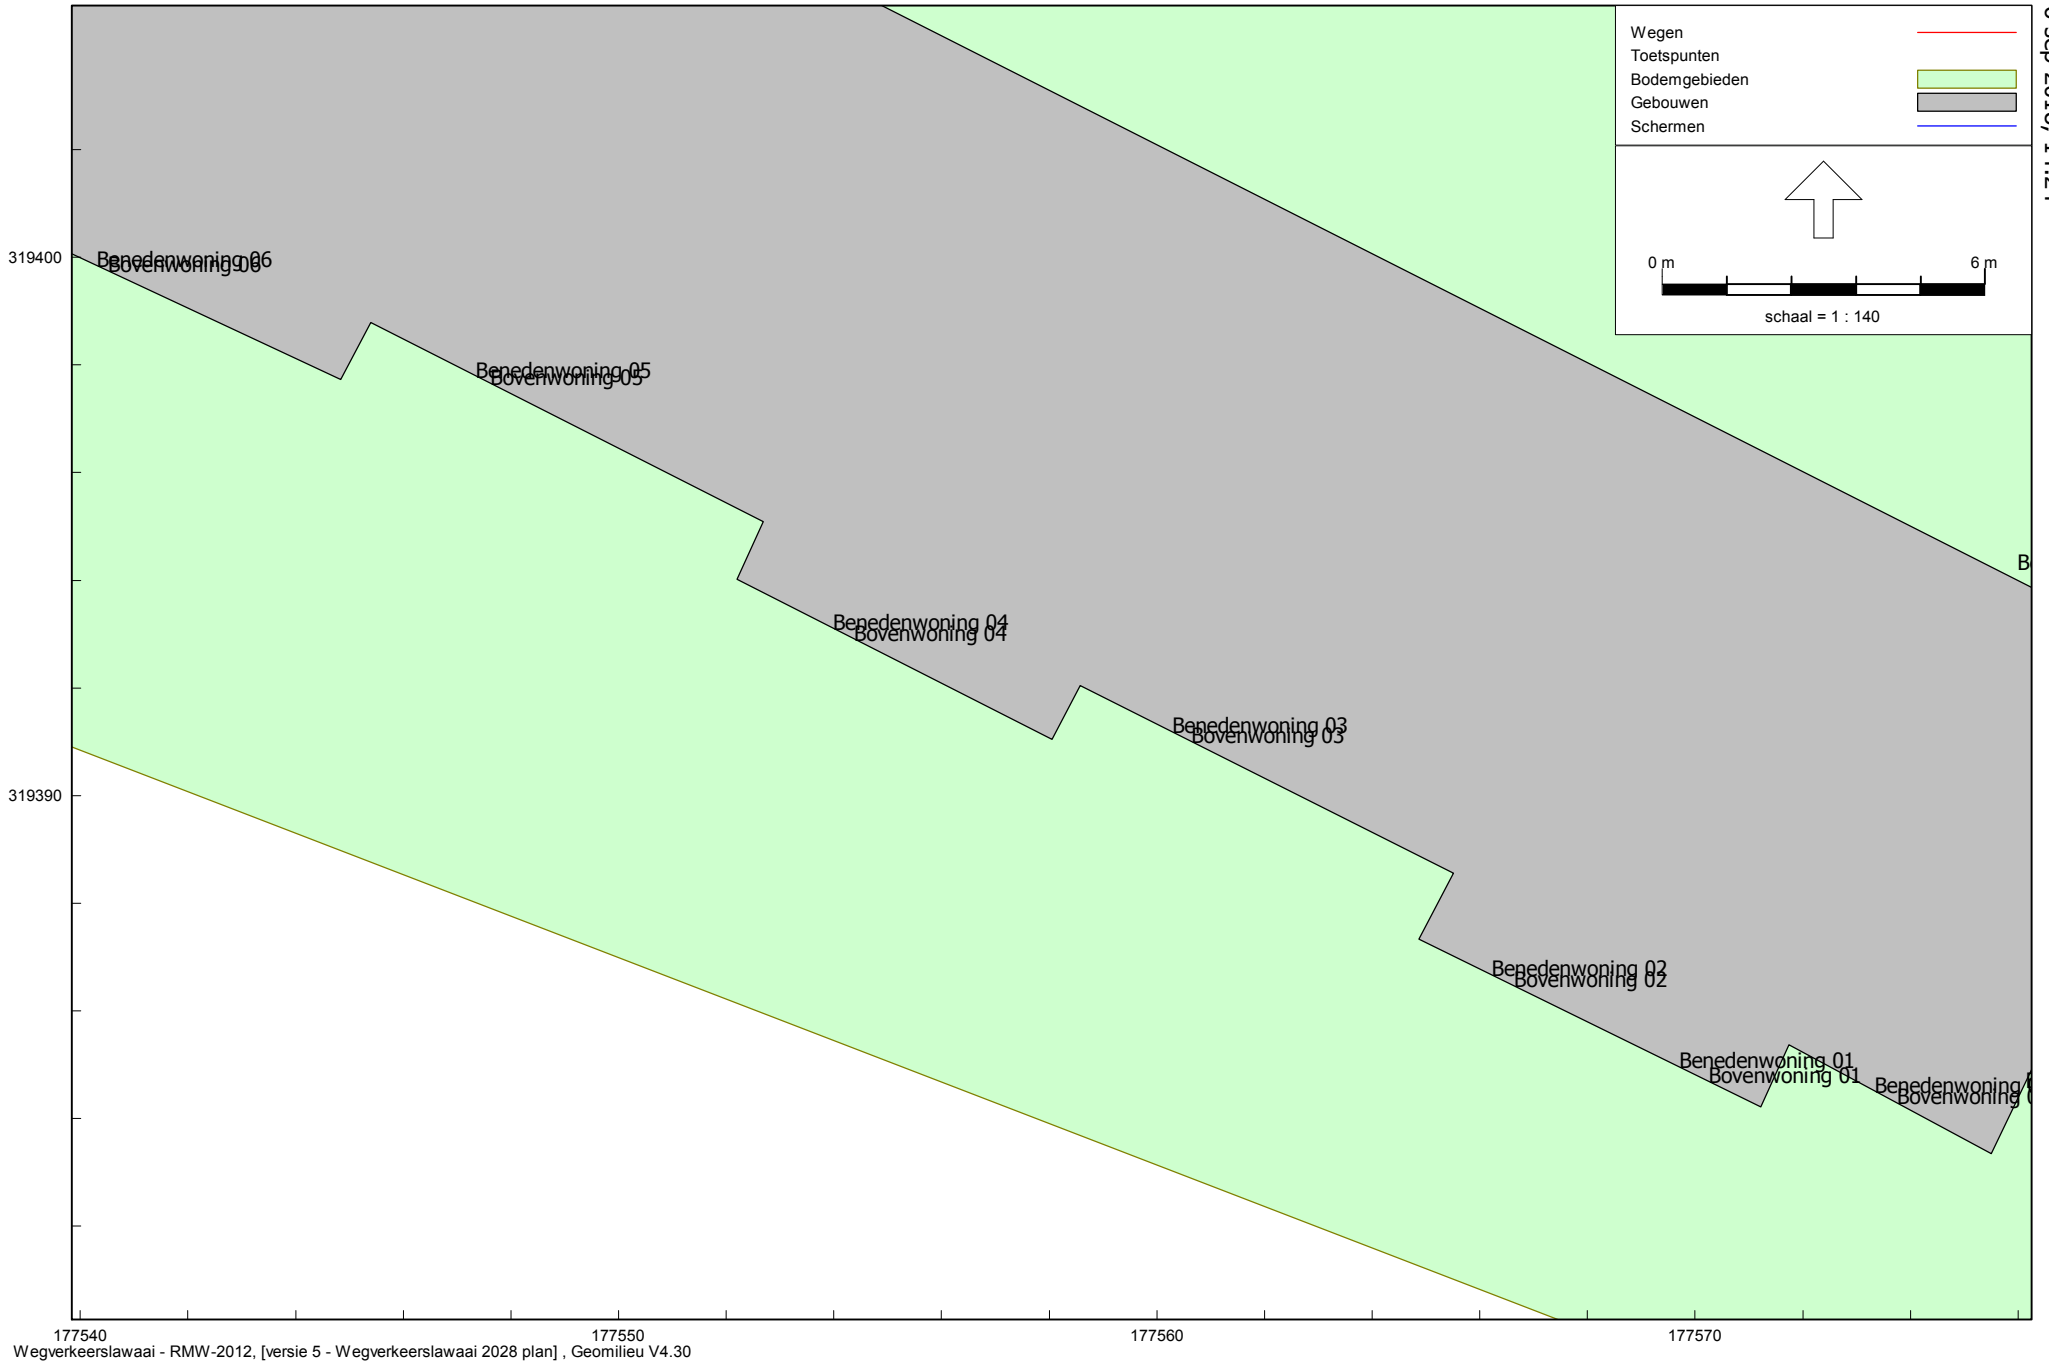 Wegen
Toetspunten
Bodemgebieden
Gebouwen
Schermen
0 m 6 m
schaal = 1 : 140
319400
Benedenwoning 06
Bovenwoning 06
Benedenwoning 05
Bovenwoning 05
Benedenwoning 04
Bovenwoning 04
Benedenwoning 03
Bovenwoning 03
319390
Benedenwoning 02
Bovenwoning 02
Benedenwoning 01
Bovenwoning 01
Benedenwoning
Bovenwoning
177540 177550 177560 177570
Wegverkeerslawaai - RMW-2012, [versie 5 - Wegverkeerslawaai 2028 plan] , Geomilieu V4.30